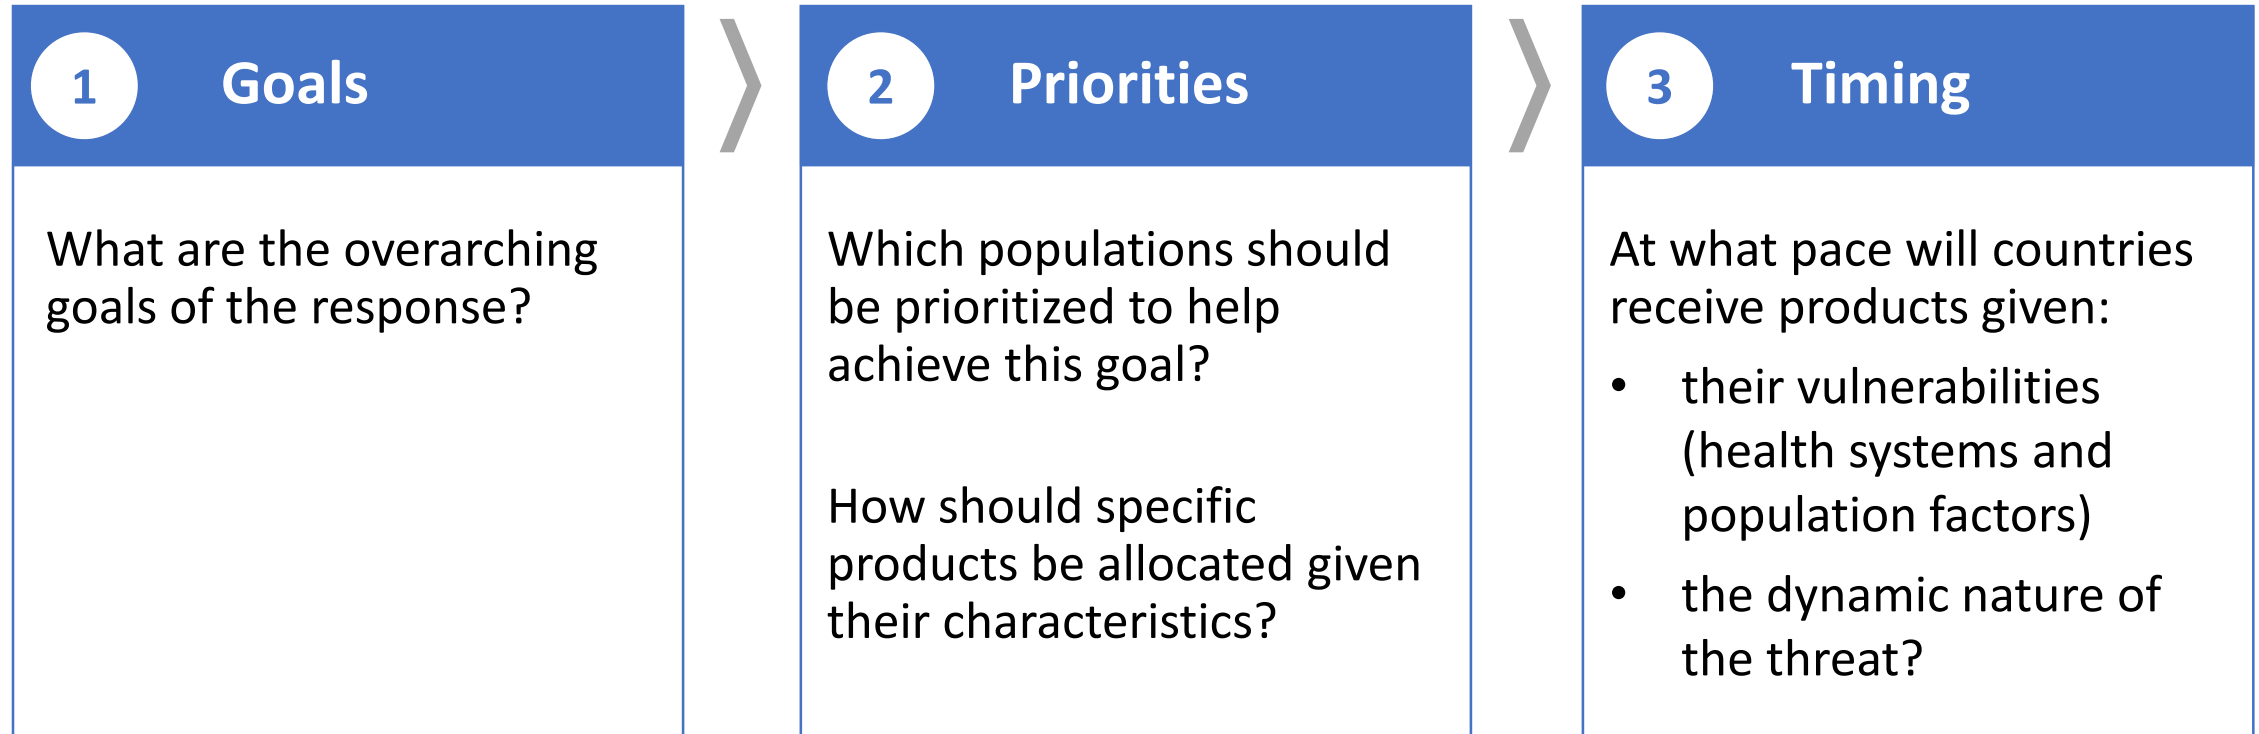 1 Goals
What are the overarching
goals of the response?
2 Priorities
Which populations should
be prioritized to help
achieve this goal?
How should specific
products be allocated given
their characteristics?
3 Timing
At what pace will countries
receive products given:
• their vulnerabilities
(health systems and
population factors)
• the dynamic nature of
the threat?